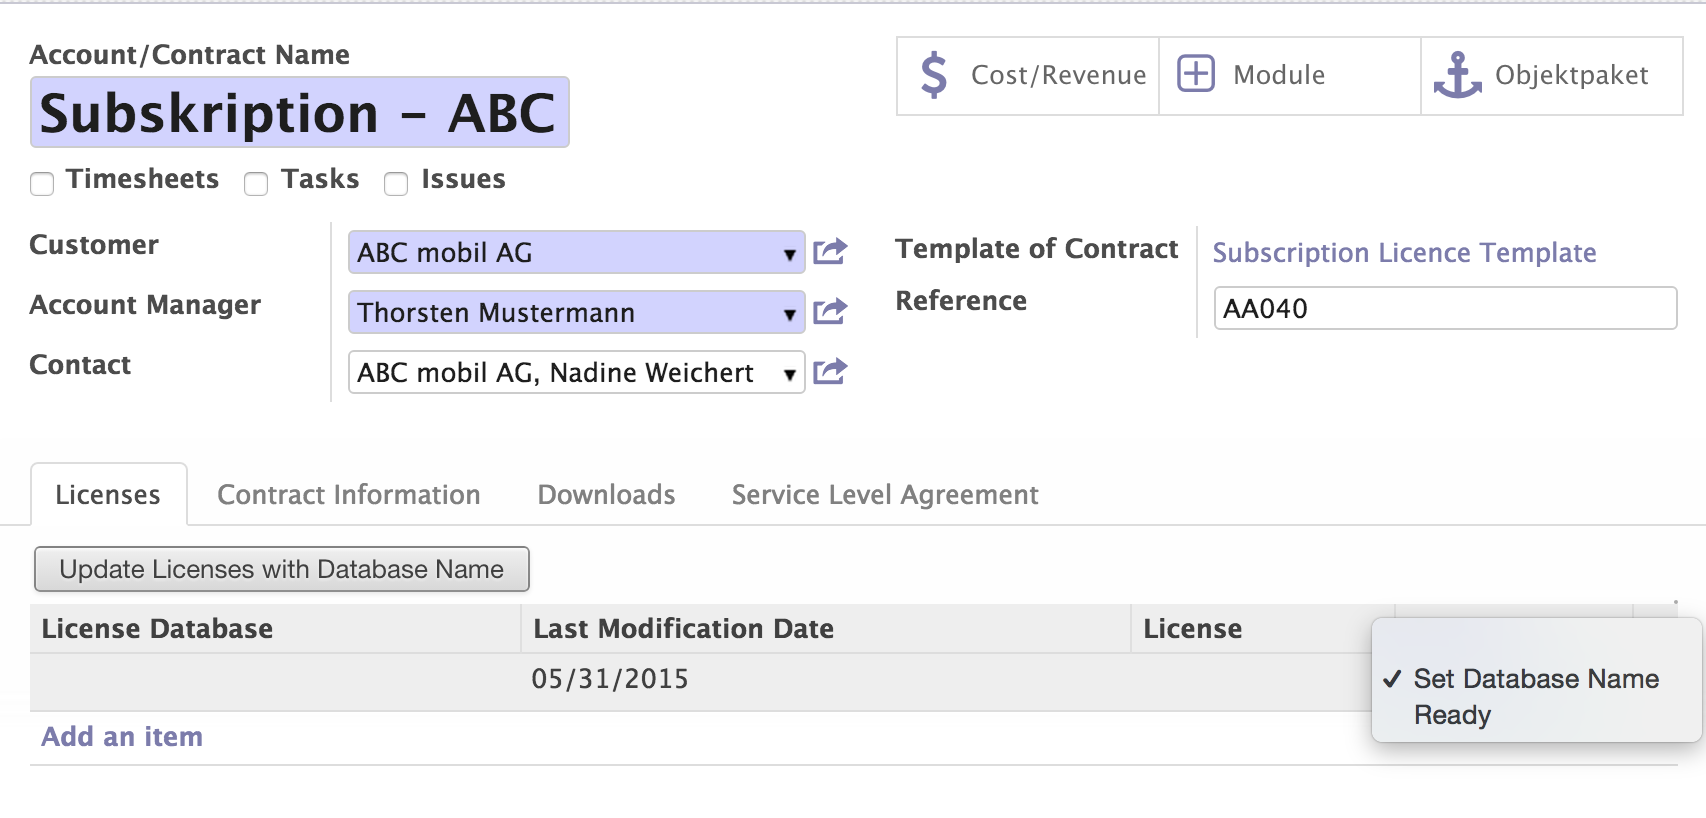 Account/Contract Name
Subskription - ABC
Cost/Revenue Module Objektpaket
Timesheets Tasks Issues
Customer ABC mobil AG
Account Manager Thorsten Mustermann
Contact ABC mobil AG, Nadine Weichert
Template of Contract Subscription Licence Template
Reference AA040
Licenses Contract Information Downloads Service Level Agreement
Update Licenses with Database Name
License Database Last Modification Date License
05/31/2015
Set Database Name
Ready
Add an item